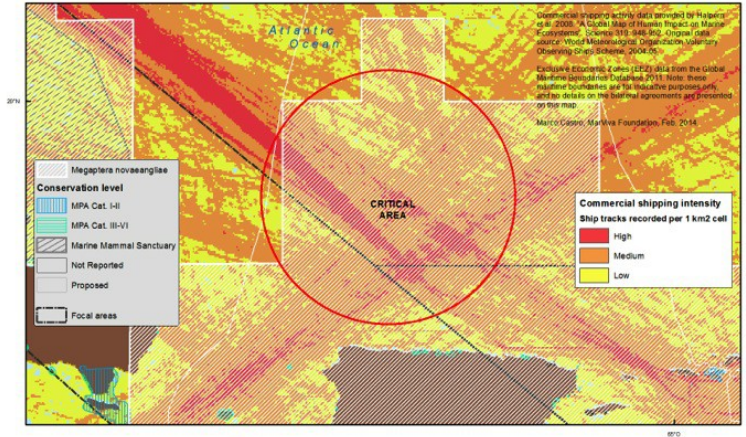 Atlantic
Ocean
Commercial shipping activity data provided by Halpern
et al. 2008. "A Global Map of Human Impact on Marine
Ecosystems". Science 319: 948-952. Original data
source: World Meteorological Organization Voluntary
Observing Ships Scheme, 2004-05.
Exclusive Economic Zones (EEZ) data from the Global
Maritime Boundaries Database 2011. Note: these
maritime boundaries are for indicative purposes only,
and no details on the bilateral agreements are presented
on this map.
Marco Castro, MarViva Foundation, Feb. 2014.
20°N
CRITICAL
AREA
Megaptera novaeangliae
Conservation level
MPA Cat. I-II
MPA Cat. III-VI
Marine Mammal Sanctuary
Not Reported
Proposed
Focal areas
Commercial shipping intensity
Ship tracks recorded per 1 km2 cell
High
Medium
Low
65°O